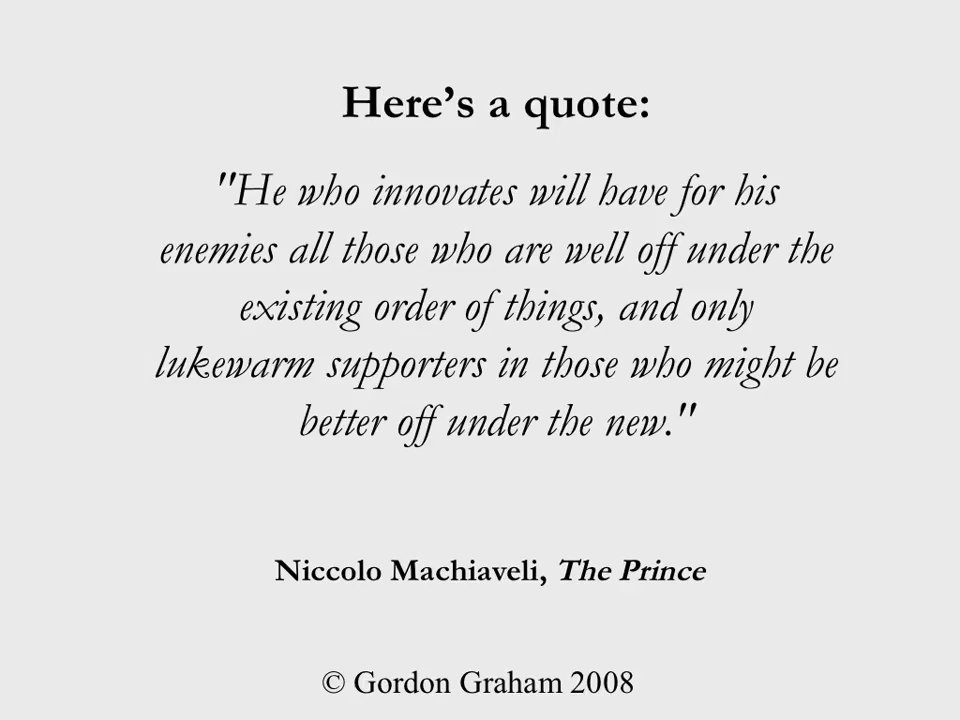 Here’s a quote:
"He who innovates will have for his
enemies all those who are well off under the
existing order of things, and only
lukewarm supporters in those who might be
better off under the new."
Niccolo Machiaveli, The Prince
© Gordon Graham 2008